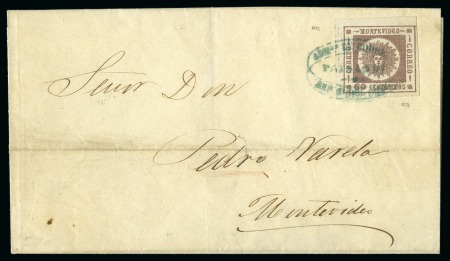 MONTEVIDEO
CORREO
60 CENTESIMOS
Señor Don
Pedro Varela
Montevideo